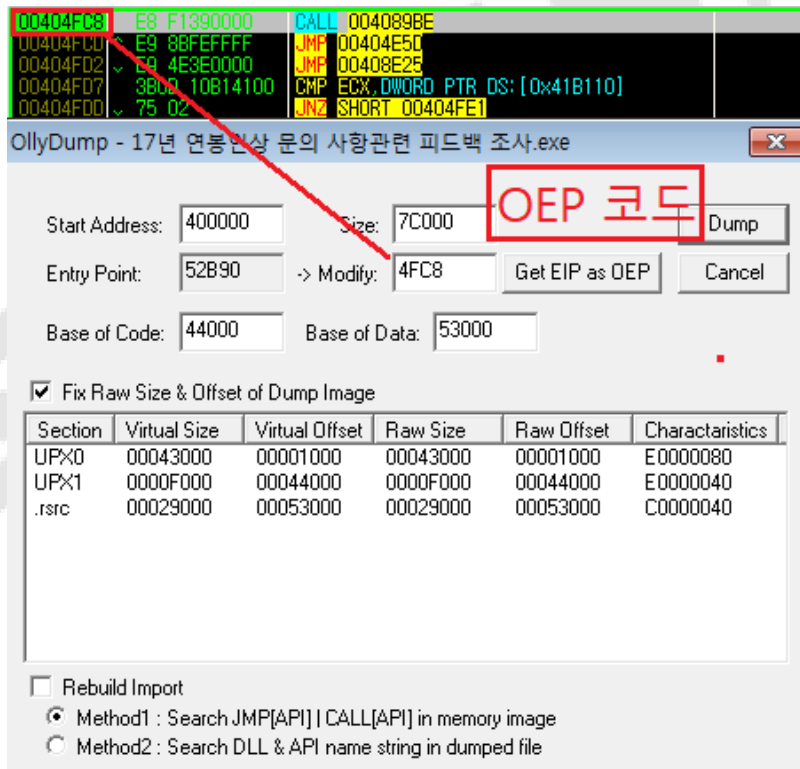 00404FC8 E8 F1390000 CALL 004089BE
00404FCD ^ E9 8BFEFFFF JMP 00404E5D
00404FD2 ⌄ E9 4E3E0000 JMP 00408E25
00404FD7 3B0D 10B14100 CMP ECX,DWORD PTR DS:[0x41B110]
00404FDD ⌄ 75 02 JNZ SHORT 00404FE1
OllyDump - 17년 연봉인상 문의 사항관련 피드백 조사.exe
OEP 코드
Start Address: 400000 Size: 7C000 Dump
Entry Point: 52B90 -> Modify: 4FC8 Get EIP as OEP Cancel
Base of Code: 44000 Base of Data: 53000
Fix Raw Size & Offset of Dump Image
Section Virtual Size Virtual Offset Raw Size Raw Offset Charactaristics
UPX0 00043000 00001000 00043000 00001000 E0000080
UPX1 0000F000 00044000 0000F000 00044000 E0000040
.rsrc 00029000 00053000 00029000 00053000 C0000040
Rebuild Import
Method1 : Search JMP[API] | CALL[API] in memory image
Method2 : Search DLL & API name string in dumped file